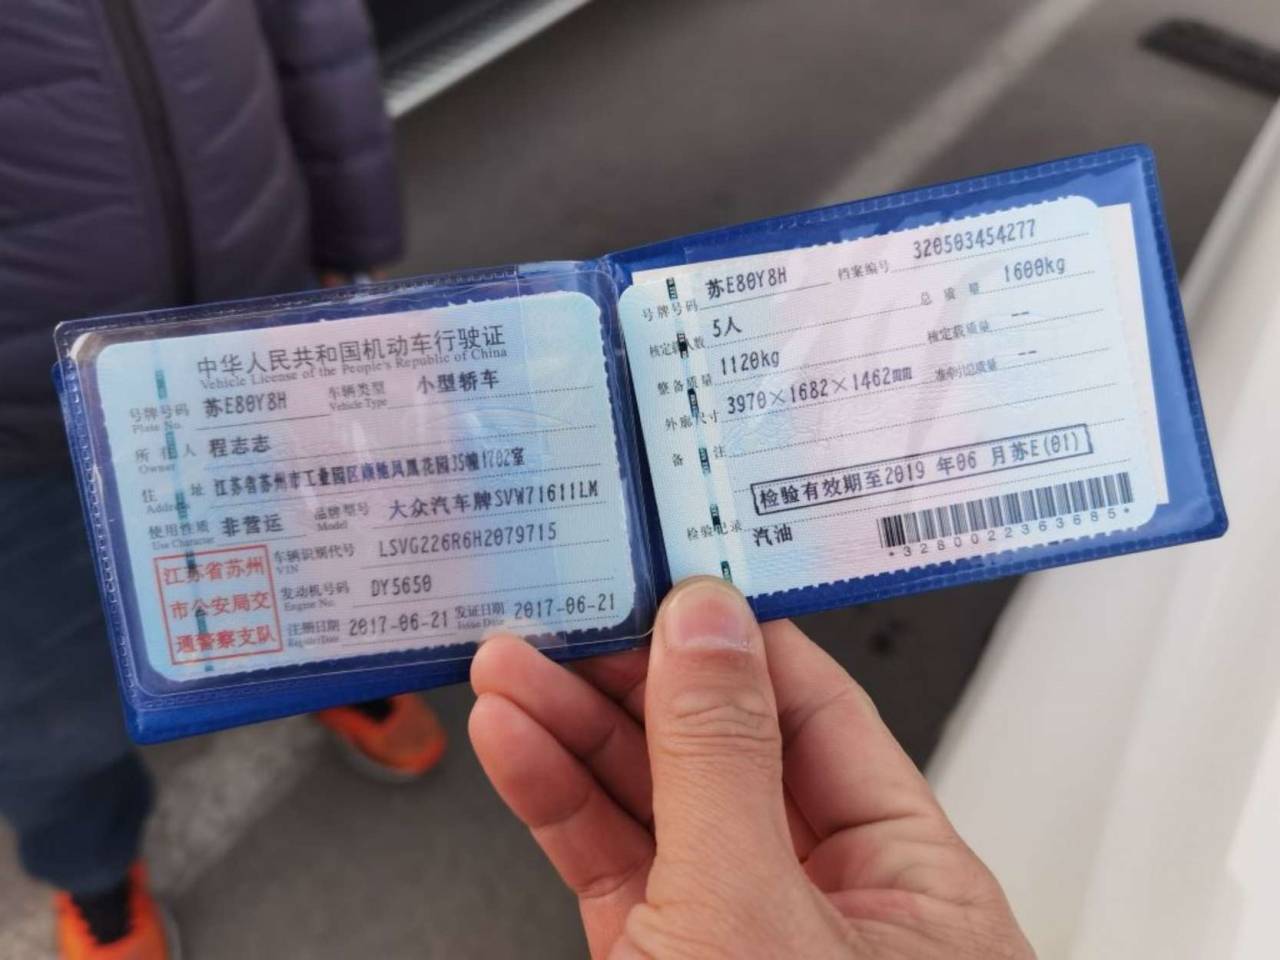 中华人民共和国机动车行驶证
Vehicle License of the People's Republic of China
号牌号码 苏E80Y8H 车辆类型 小型轿车
Plate No. Vehicle Type
所有人 程志志
Owner
住 址 江苏省苏州市工业园区 凤凰花园35幢1702室
Address
使用性质 非营运 品牌型号 大众汽车牌SVW71611LM
Use Character Model
江苏省苏州
市公安局交
通警察支队
车辆识别代号 LSVG226R6H2079715
VIN
发动机号码 DY5650
Engine No.
注册日期 2017-06-21 发证日期 2017-06-21
Register Date Issue Date
号牌号码 苏E80Y8H 档案编号 320503454277
核定载人数 5人 总 质 量 1600kg
整备质量 1120kg 核定载质量 --
外廓尺寸 3970×1682×1462mm 准牵引总质量 --
备 注
检验有效期至2019 年06 月苏E(01)
检验记录 汽油
*3280022363685*